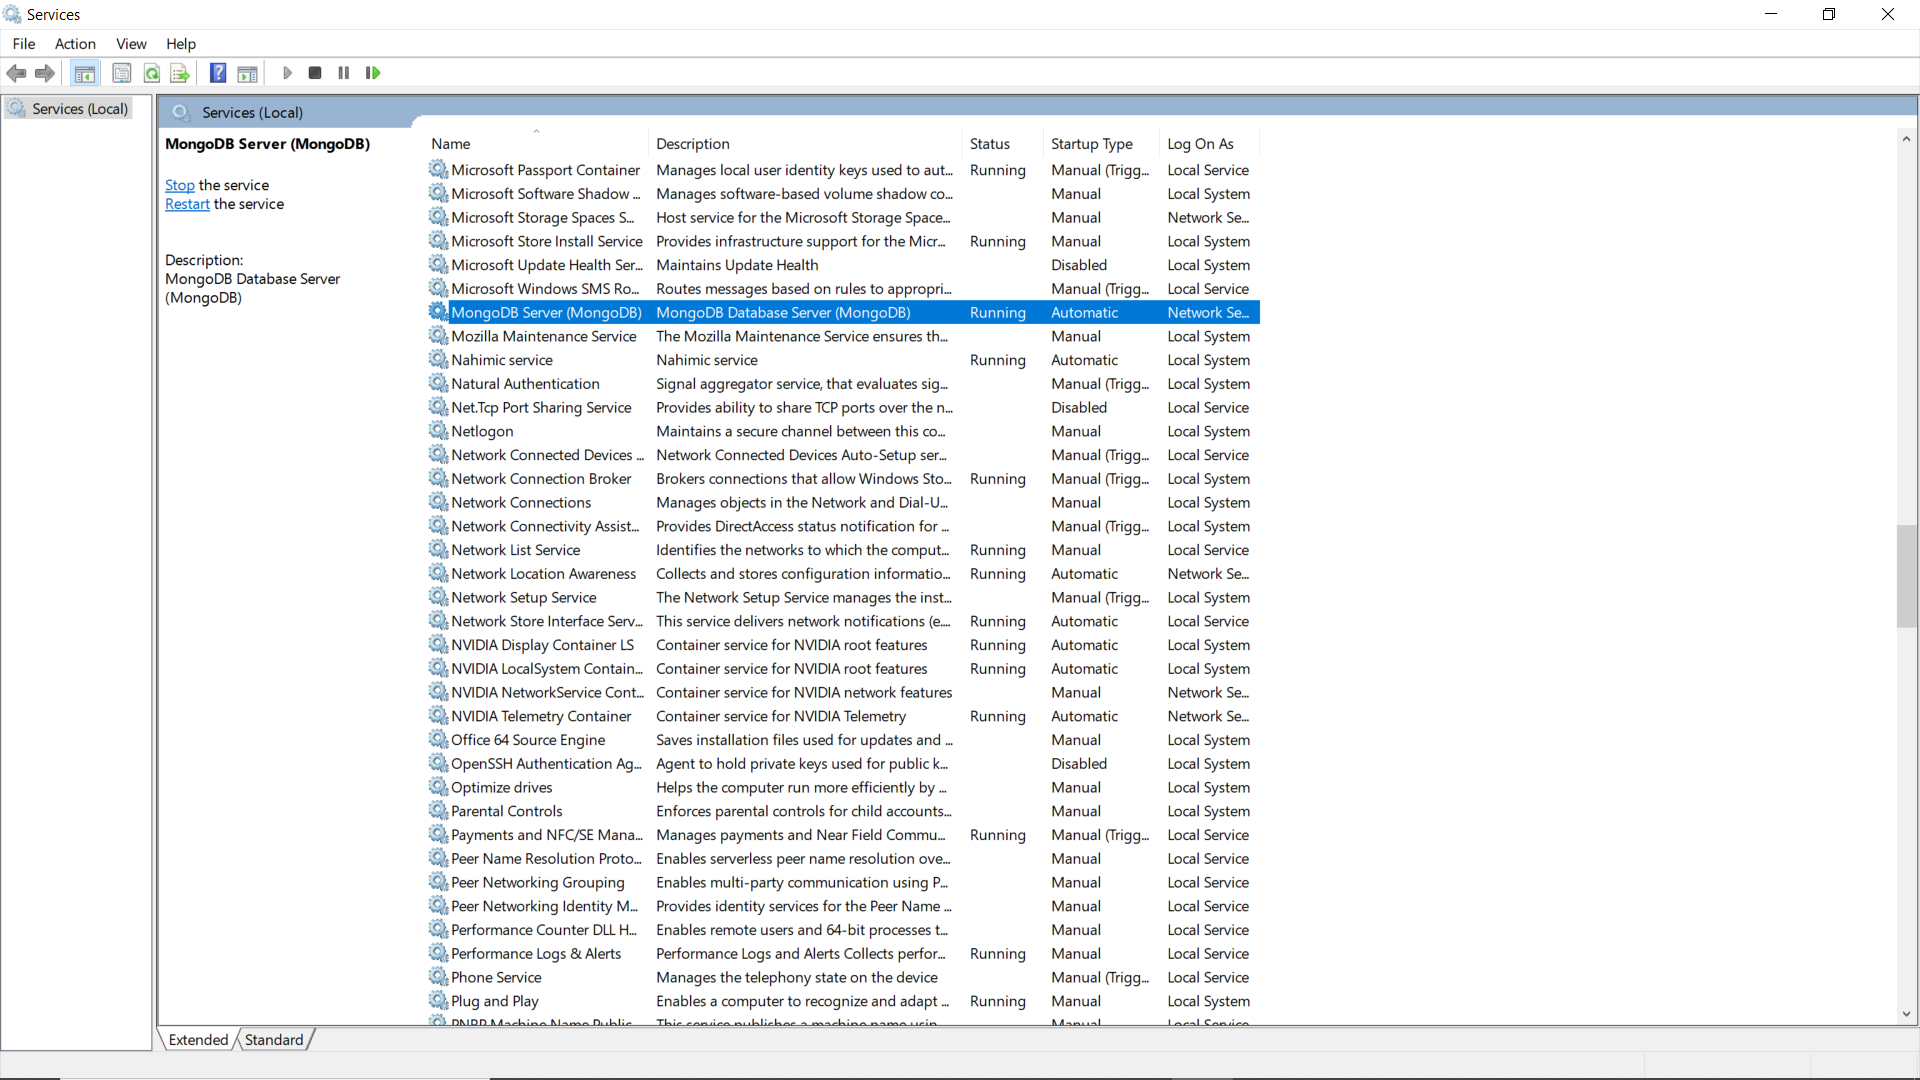 Services
File Action View Help
Services (Local)
Services (Local)
MongoDB Server (MongoDB)
Stop the service
Restart the service
Description:
MongoDB Database Server
(MongoDB)
Name Description Status Startup Type Log On As
Microsoft Passport Container Manages local user identity keys used to aut... Running Manual (Trigg... Local Service
Microsoft Software Shadow ... Manages software-based volume shadow co... Manual Local System
Microsoft Storage Spaces S... Host service for the Microsoft Storage Space... Manual Network Se...
Microsoft Store Install Service Provides infrastructure support for the Micr... Running Manual Local System
Microsoft Update Health Ser... Maintains Update Health Disabled Local System
Microsoft Windows SMS Ro... Routes messages based on rules to appropri... Manual (Trigg... Local Service
MongoDB Server (MongoDB) MongoDB Database Server (MongoDB) Running Automatic Network Se...
Mozilla Maintenance Service The Mozilla Maintenance Service ensures th... Manual Local System
Nahimic service Nahimic service Running Automatic Local System
Natural Authentication Signal aggregator service, that evaluates sig... Manual (Trigg... Local System
Net.Tcp Port Sharing Service Provides ability to share TCP ports over the n... Disabled Local Service
Netlogon Maintains a secure channel between this co... Manual Local System
Network Connected Devices ... Network Connected Devices Auto-Setup ser... Manual (Trigg... Local Service
Network Connection Broker Brokers connections that allow Windows Sto... Running Manual (Trigg... Local System
Network Connections Manages objects in the Network and Dial-U... Manual Local System
Network Connectivity Assist... Provides DirectAccess status notification for ... Manual (Trigg... Local System
Network List Service Identifies the networks to which the comput... Running Manual Local Service
Network Location Awareness Collects and stores configuration informatio... Running Automatic Network Se...
Network Setup Service The Network Setup Service manages the inst... Manual (Trigg... Local System
Network Store Interface Serv... This service delivers network notifications (e.... Running Automatic Local Service
NVIDIA Display Container LS Container service for NVIDIA root features Running Automatic Local System
NVIDIA LocalSystem Contain... Container service for NVIDIA root features Running Automatic Local System
NVIDIA NetworkService Cont... Container service for NVIDIA network features Manual Network Se...
NVIDIA Telemetry Container Container service for NVIDIA Telemetry Running Automatic Network Se...
Office 64 Source Engine Saves installation files used for updates and ... Manual Local System
OpenSSH Authentication Ag... Agent to hold private keys used for public k... Disabled Local System
Optimize drives Helps the computer run more efficiently by ... Manual Local System
Parental Controls Enforces parental controls for child accounts... Manual Local System
Payments and NFC/SE Mana... Manages payments and Near Field Commu... Running Manual (Trigg... Local Service
Peer Name Resolution Proto... Enables serverless peer name resolution ove... Manual Local Service
Peer Networking Grouping Enables multi-party communication using P... Manual Local Service
Peer Networking Identity M... Provides identity services for the Peer Name ... Manual Local Service
Performance Counter DLL H... Enables remote users and 64-bit processes t... Manual Local Service
Performance Logs & Alerts Performance Logs and Alerts Collects perfor... Running Manual Local Service
Phone Service Manages the telephony state on the device Manual (Trigg... Local Service
Plug and Play Enables a computer to recognize and adapt ... Running Manual Local System
PNRP Machine Name Public... This service publishes a machine name usin... Manual Local Service
Extended Standard